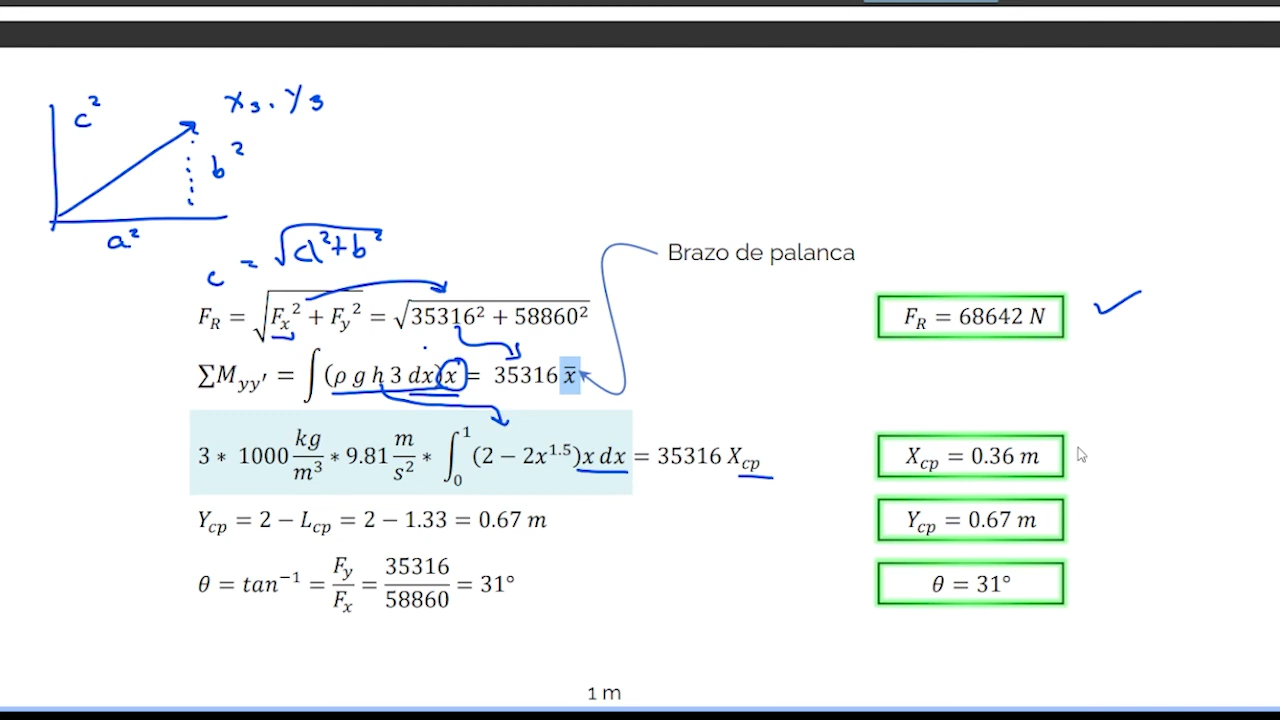 c²
x₃, y₃
b²
a²
c = √a²+b²
Brazo de palanca
F_R = √(F_x² + F_y²) = √(35316² + 58860²)
F_R = 68642 N ✓
∑M_yy′ = ∫(ρ g h 3 dx)x = 35316 x̄
3 * 1000 kg/m³ * 9.81 m/s² * ∫₀¹ (2 − 2x^1.5)x dx = 35316 X_cp
X_cp = 0.36 m
Y_cp = 2 − L_cp = 2 − 1.33 = 0.67 m
Y_cp = 0.67 m
θ = tan⁻¹ = F_y/F_x = 35316/58860 = 31°
θ = 31°
1 m